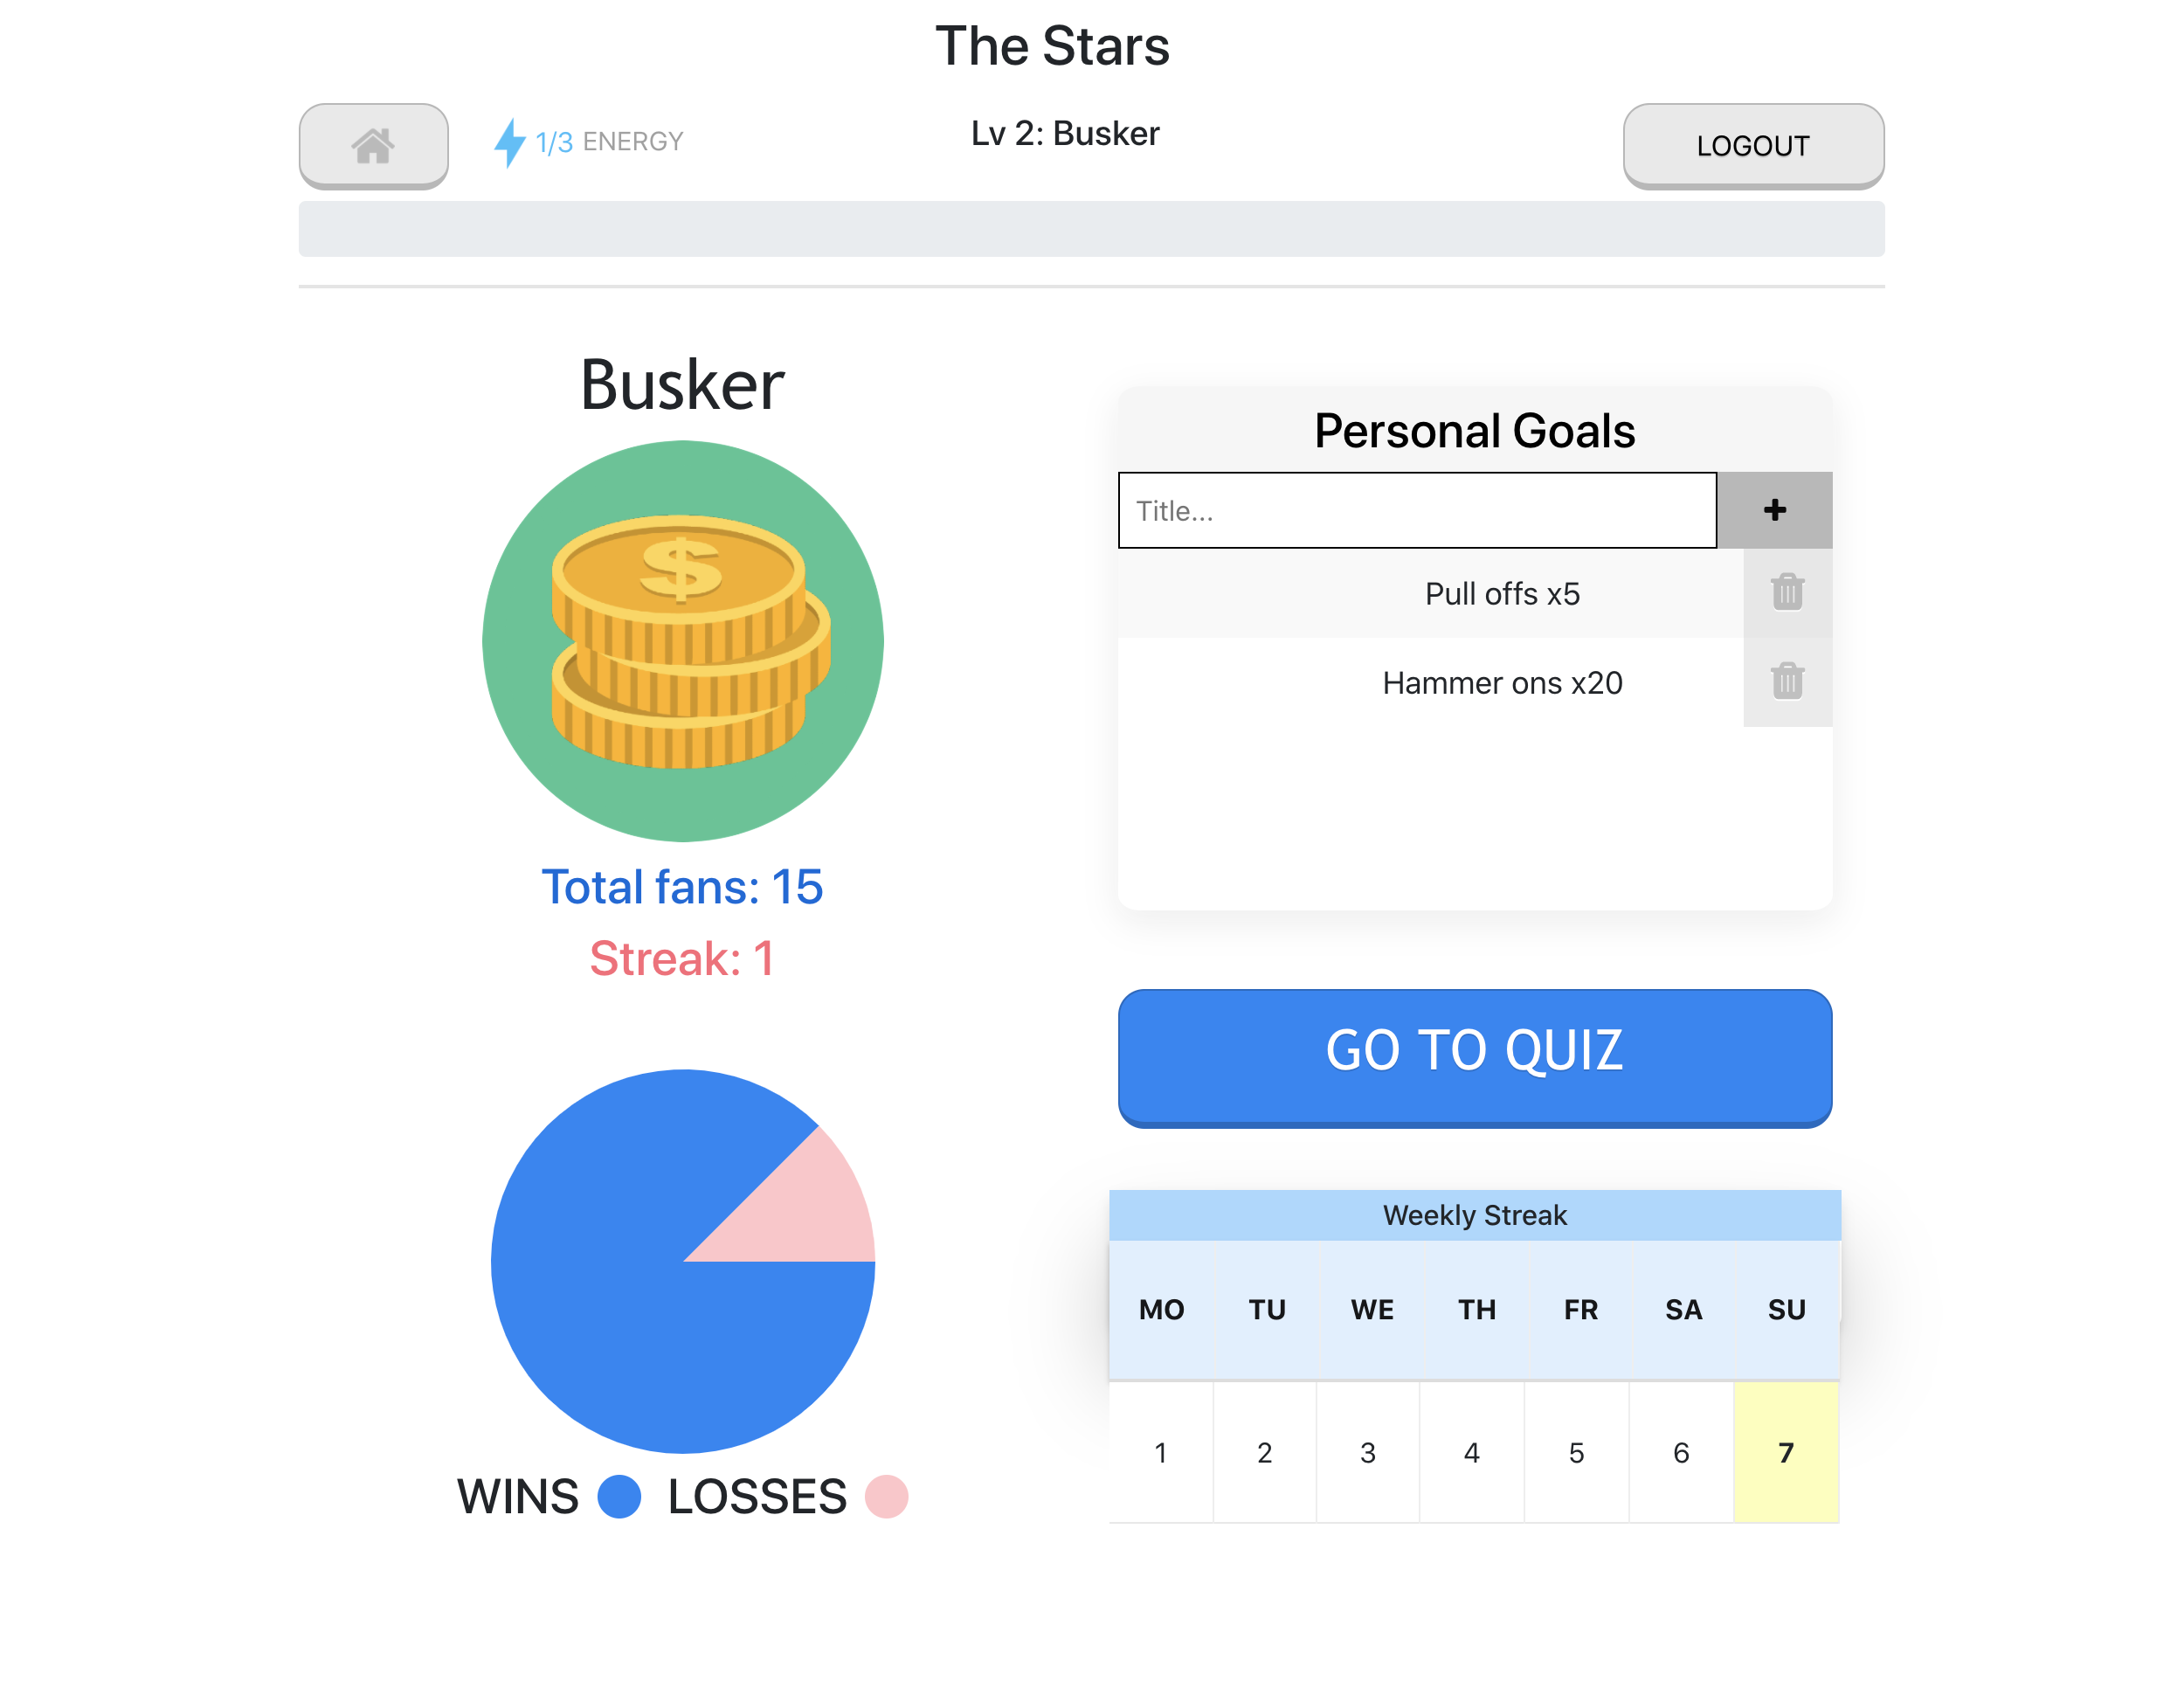 The Stars
1/3 ENERGY
Lv 2: Busker
LOGOUT
Busker
$
Total fans: 15
Streak: 1
WINS LOSSES
Personal Goals
Title...
+
Pull offs x5
Hammer ons x20
GO TO QUIZ
Weekly Streak
MO TU WE TH FR SA SU
1 2 3 4 5 6 7